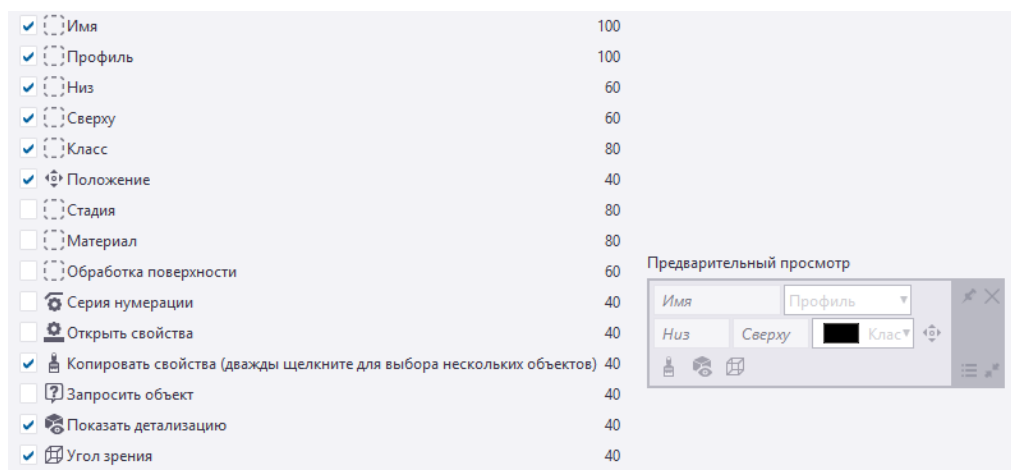 Имя 100
Профиль 100
Низ 60
Сверху 60
Класс 80
Положение 40
Стадия 80
Материал 80
Обработка поверхности 60
Серия нумерации 40
Открыть свойства 40
Копировать свойства (дважды щелкните для выбора нескольких объектов) 40
Запросить объект 40
Показать детализацию 40
Угол зрения 40
Предварительный просмотр
Имя Профиль
Низ Сверху Клас